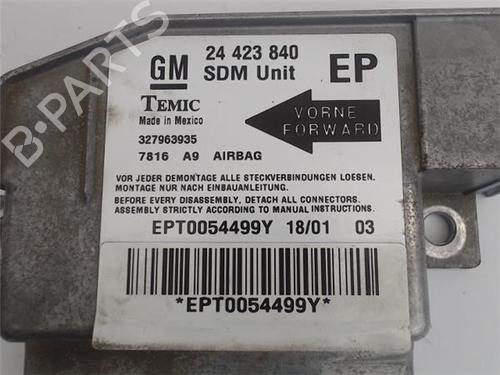 GM 24 423 840 EP
SDM Unit
TEMIC
Made in Mexico
VORNE
FORWARD
327963935
7816 A9 AIRBAG
VOR JEDER DEMONTAGE ALLE STECKVERBINDUNGEN LOESEN.
MONTAGE NUR NACH EINBAUANLEITUNG.
BEFORE EVERY DISASSEMBLY, DETACH ALL CONNECTORS.
ASSEMBLY STRICTLY ACCORDING TO MANUAL INSTRUCTIONS.
EPT0054499Y 18/01 03
*EPT0054499Y*